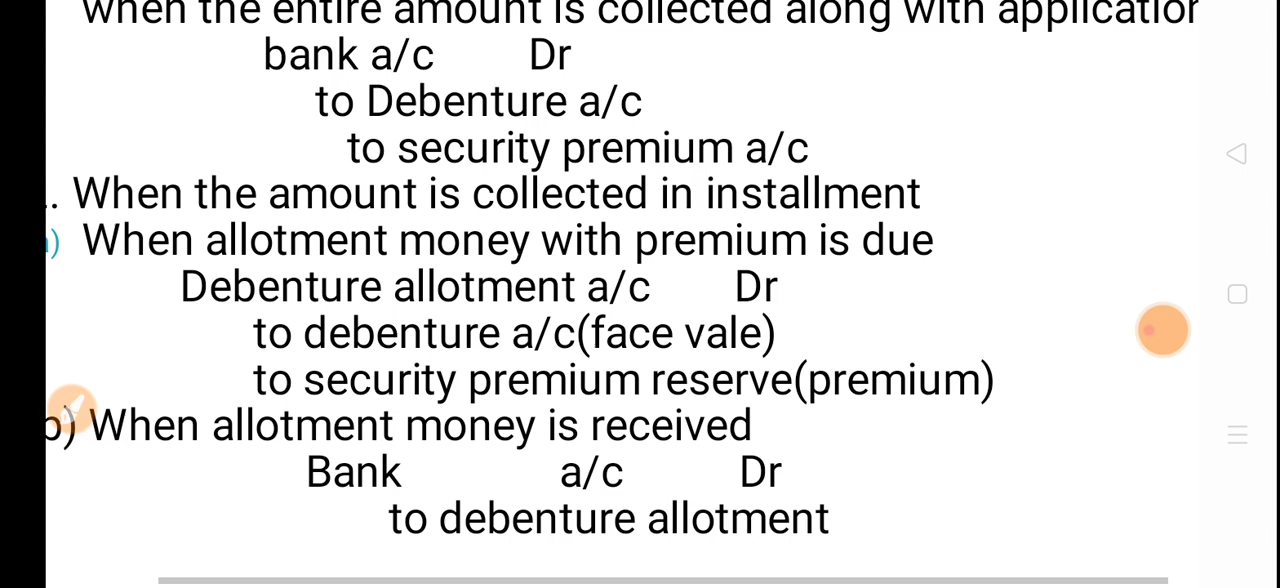 when the entire amount is collected along with application
bank a/c Dr
to Debenture a/c
to security premium a/c
. When the amount is collected in installment
) When allotment money with premium is due
Debenture allotment a/c Dr
to debenture a/c(face vale)
to security premium reserve(premium)
b) When allotment money is received
Bank a/c Dr
to debenture allotment